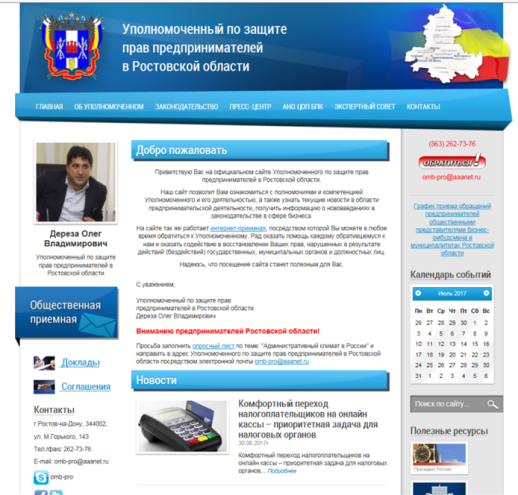 Уполномоченный по защите
прав предпринимателей
в Ростовской области
ГЛАВНАЯ ОБ УПОЛНОМОЧЕННОМ ЗАКОНОДАТЕЛЬСТВО ПРЕСС-ЦЕНТР АНО ЦОП БПК ЭКСПЕРТНЫЙ СОВЕТ КОНТАКТЫ
Дереза Олег
Владимирович
Уполномоченный по защите
прав предпринимателей в
Ростовской области
Общественная
приемная
Доклады
Соглашения
Контакты
г.Ростов-на-Дону, 344002,
ул. М.Горького, 143
Тел./факс: 262-73-76
E-mail: omb-pro@aaanet.ru
omb-pro
Добро пожаловать
Приветствую Вас на официальном сайте Уполномоченного по защите прав
предпринимателей в Ростовской области.
Наш сайт позволит Вам ознакомиться с полномочиями и компетенцией
Уполномоченного и его деятельностью, а также узнать текущие новости в области
предпринимательской деятельности, получить информацию о нововведениях в
законодательстве в сфере бизнеса.
На сайте так же работает интернет-приемная, посредством которой Вы можете в любое
время обратиться к Уполномоченному. Рад оказать помощь каждому обратившемуся к
нам и оказать содействие в восстановлении Ваших прав, нарушенных в результате
действий (бездействий) государственных, муниципальных органов и должностных лиц.
Надеюсь, что посещение сайта станет полезным для Вас.
С уважением,
Уполномоченный по защите прав
предпринимателей в Ростовской области
Дереза Олег Владимирович
Вниманию предпринимателей Ростовской области!
Просьба заполнить опросный лист по теме: "Административный климат в России" и
направить в адрес Уполномоченного по защите прав предпринимателей в Ростовской
области посредством электронной почты omb-pro@aaanet.ru
Новости
Комфортный переход
налогоплательщиков на онлайн
кассы – приоритетная задача для
налоговых органов
30.06.2017г
Комфортный переход налогоплательщиков на онлайн
кассы – приоритетная задача для налоговых
органов... Подробнее
(863) 262-73-76
ОБРАТИТЬСЯ!
omb-pro@aaanet.ru
График приема обращений
предпринимателей
общественными
представителями бизнес-
омбудсмена в
муниципалитетах Ростовской
области
Календарь событий
Июль 2017
Пн Вт Ср Чт Пт Сб Вс
26 27 28 29 30 1 2
3 4 5 6 7 8 9
10 11 12 13 14 15 16
17 18 19 20 21 22 23
24 25 26 27 28 29 30
31 1 2 3 4 5 6
Поиск по сайту...
Полезные ресурсы
Президент России